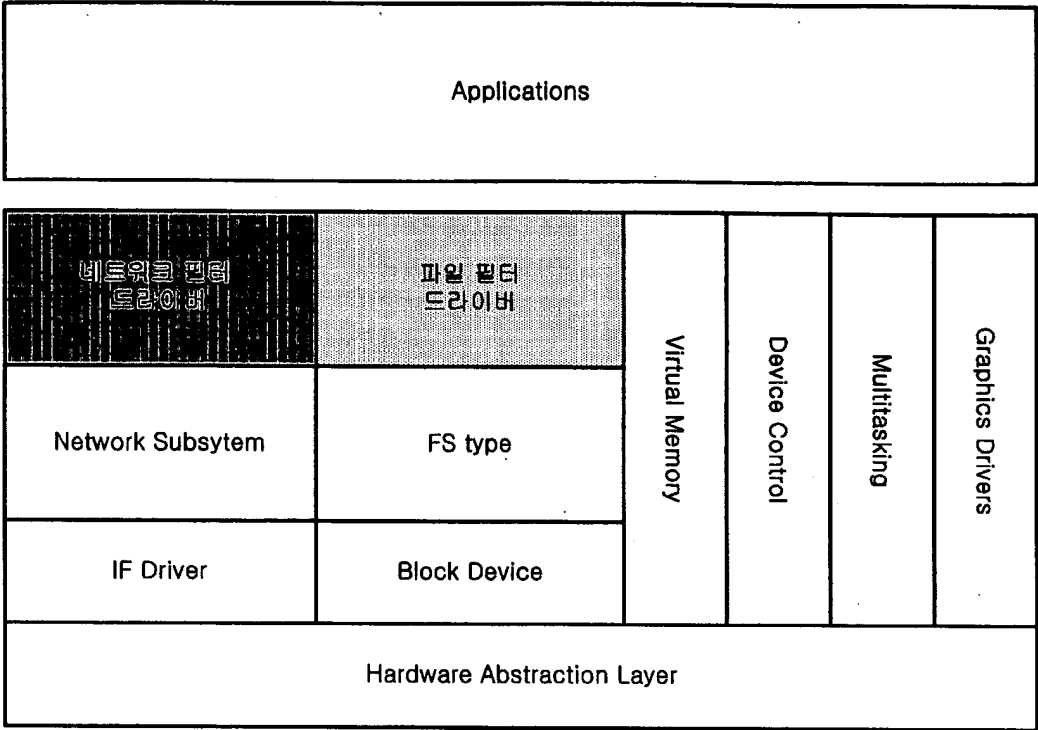 Applications
네트워크 필터
드라이버
파일 필터
드라이버
Virtual Memory
Device Control
Multitasking
Graphics Drivers
Network Subsytem
FS type
IF Driver
Block Device
Hardware Abstraction Layer